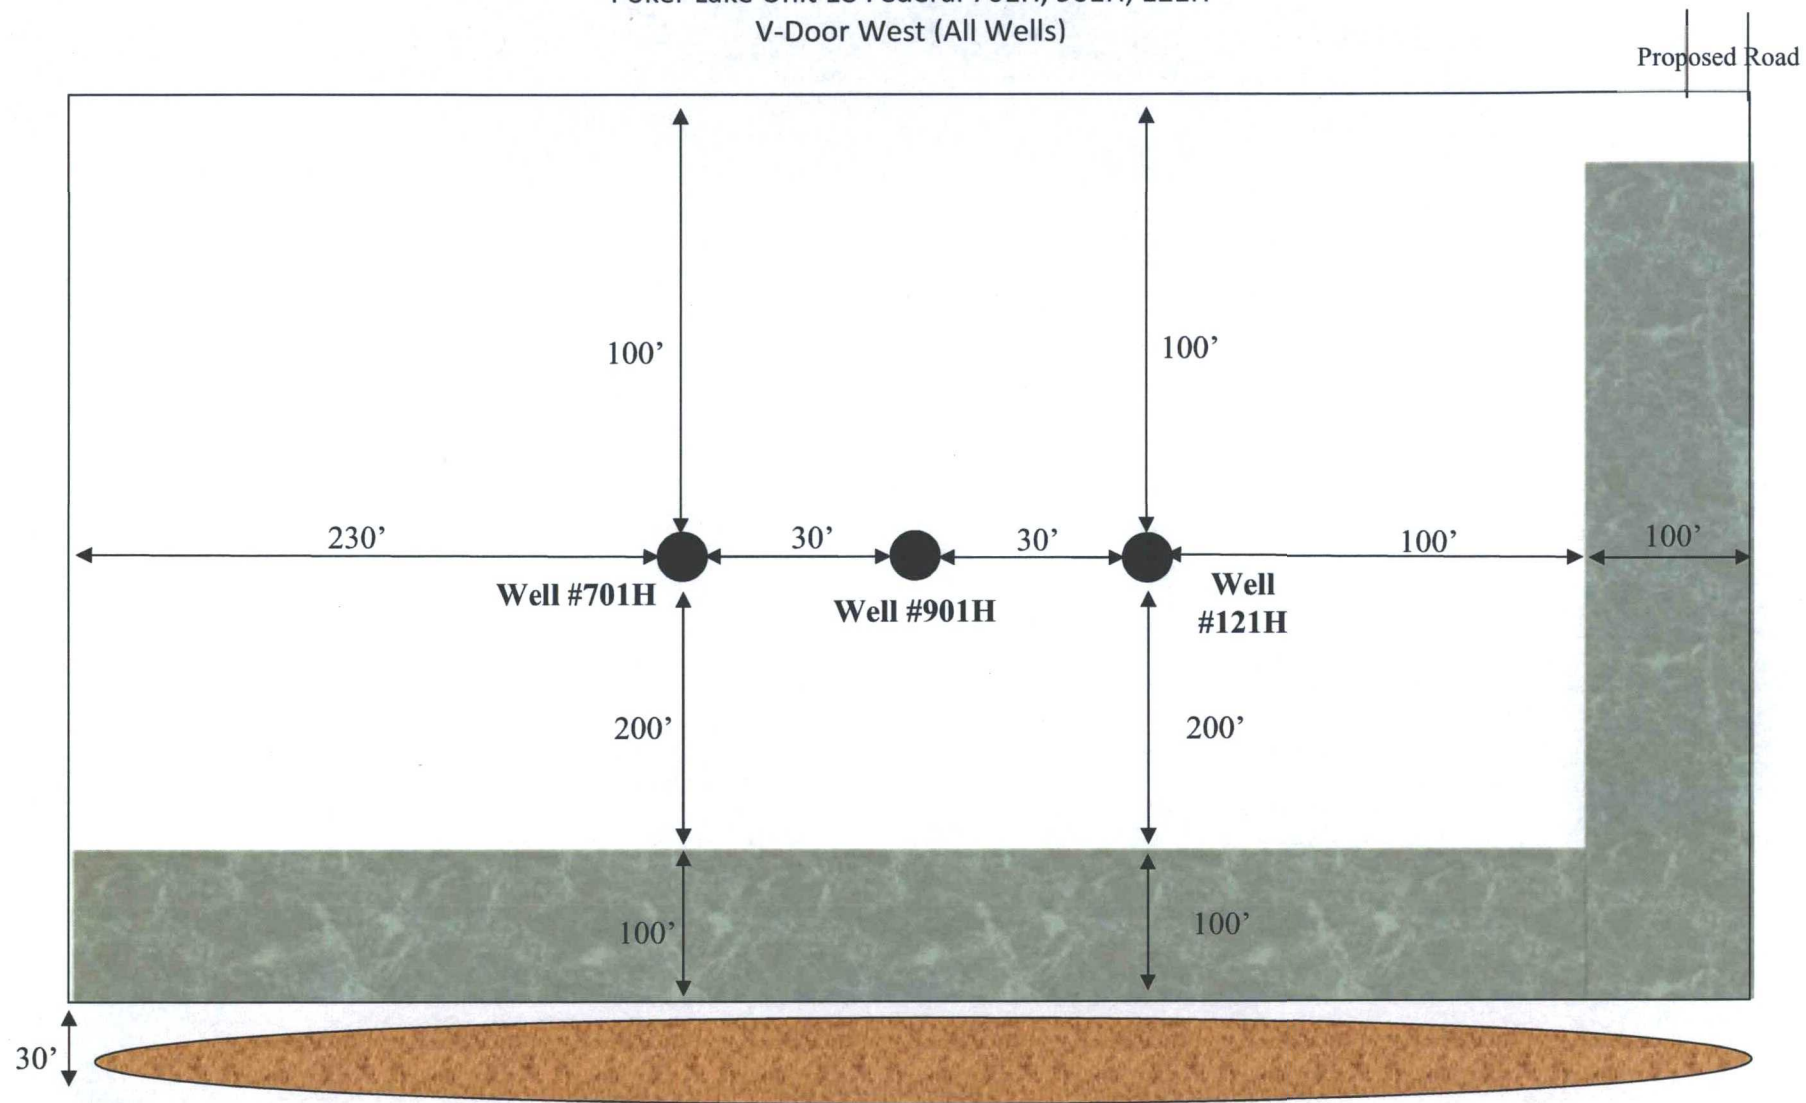 V-Door West (All Wells)
Proposed Road
100’
100’
230’
30’
30’
100’
100’
Well #701H
Well #901H
Well
#121H
200’
200’
100’
100’
30’